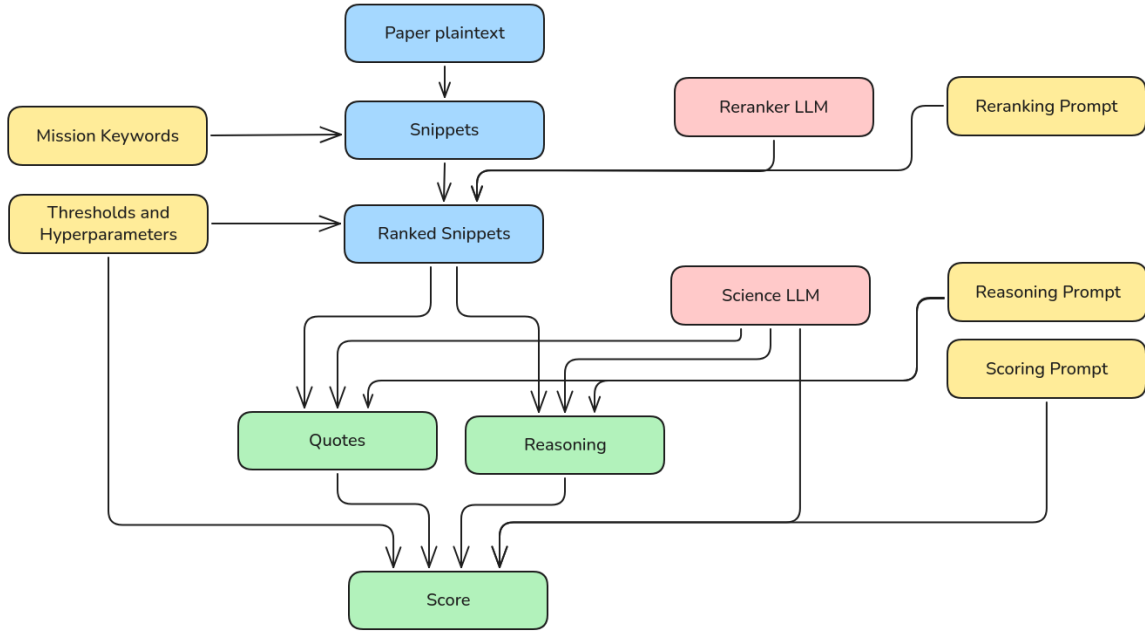 Paper plaintext
Reranker LLM
Reranking Prompt
Mission Keywords
Snippets
Thresholds and
Hyperparameters
Ranked Snippets
Science LLM
Reasoning Prompt
Scoring Prompt
Quotes
Reasoning
Score